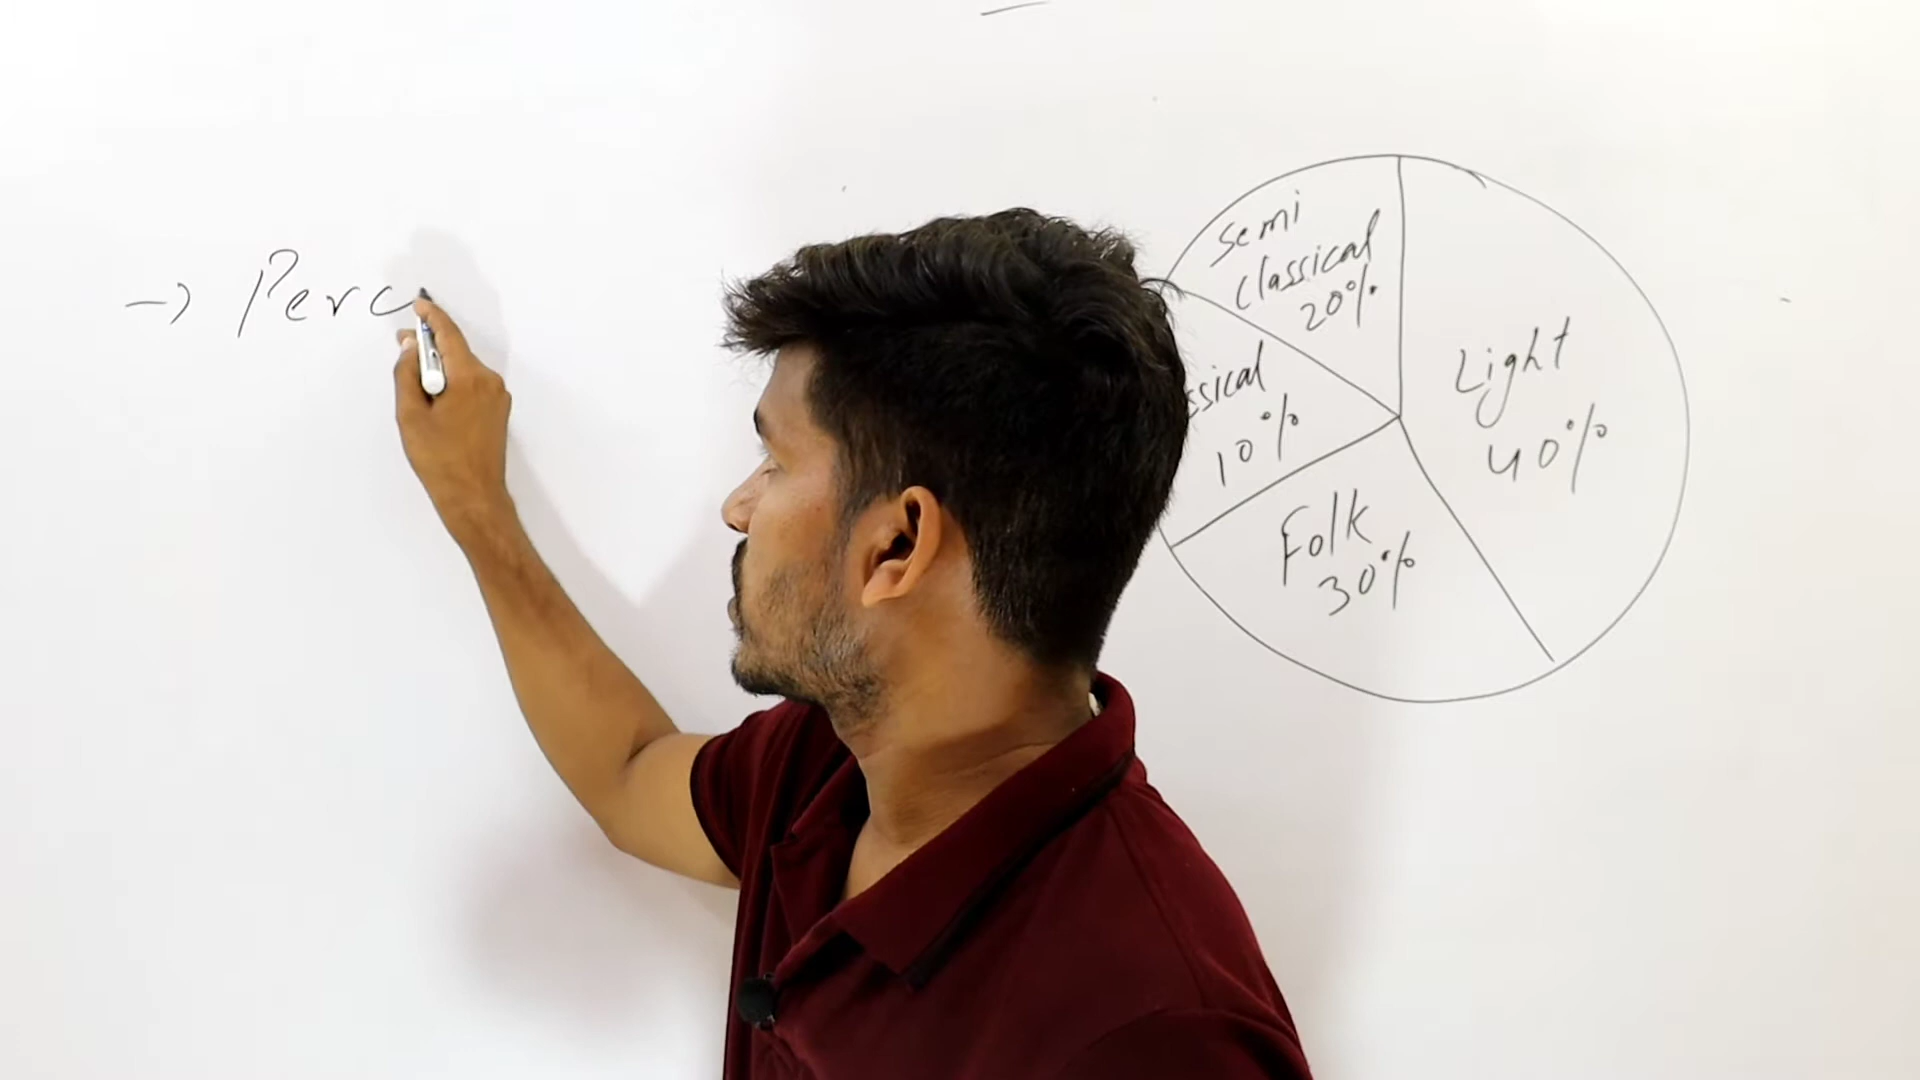 → Perc
Semi
Classical
20%
ssical
10%
Light
40%
Folk
30%